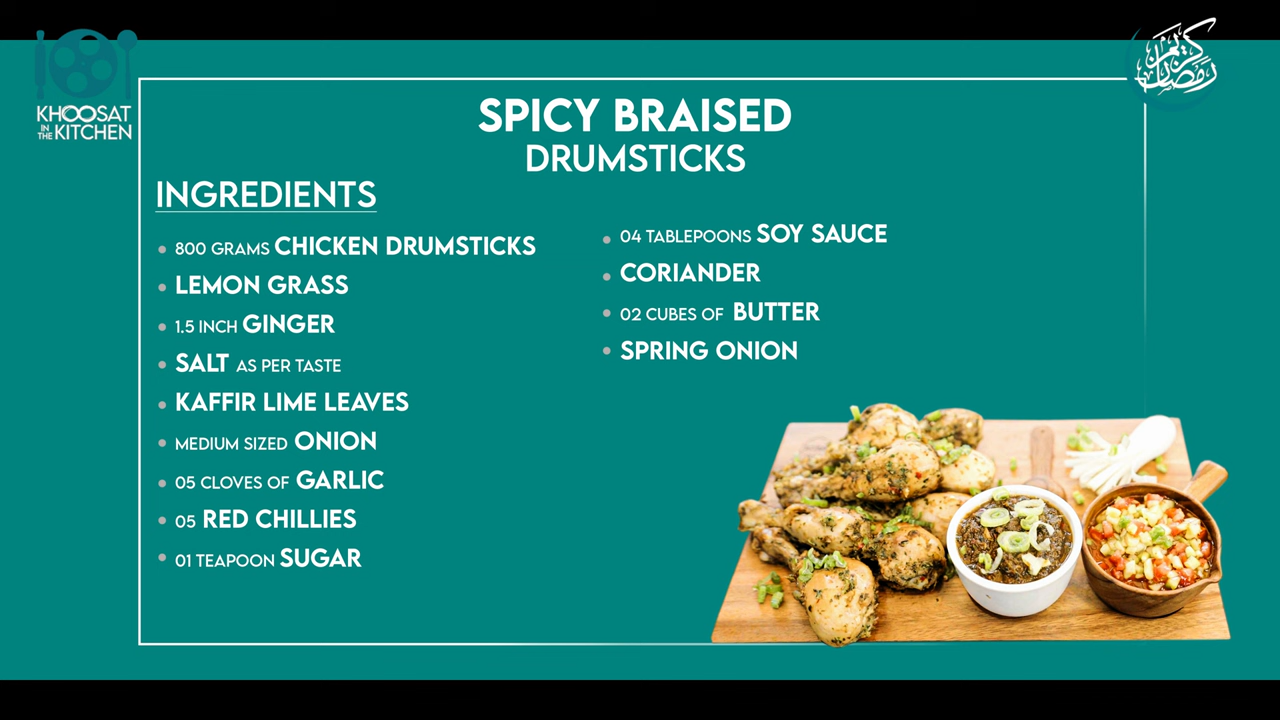 KHOOSAT
IN THE KITCHEN
رمضان كريم
SPICY BRAISED
DRUMSTICKS
INGREDIENTS
800 GRAMS CHICKEN DRUMSTICKS
LEMON GRASS
1.5 INCH GINGER
SALT AS PER TASTE
KAFFIR LIME LEAVES
MEDIUM SIZED ONION
05 CLOVES OF GARLIC
05 RED CHILLIES
01 TEAPOON SUGAR
04 TABLEPOONS SOY SAUCE
CORIANDER
02 CUBES OF BUTTER
SPRING ONION